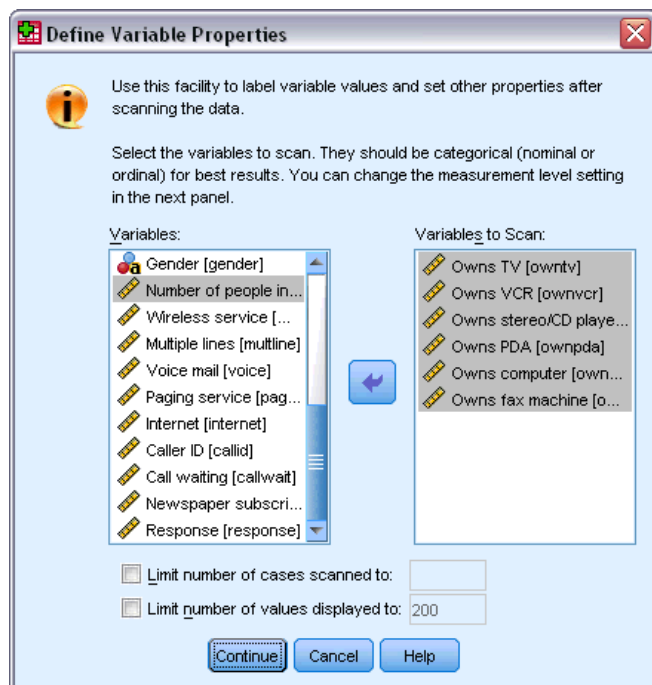 Define Variable Properties
Use this facility to label variable values and set other properties after
scanning the data.
Select the variables to scan. They should be categorical (nominal or
ordinal) for best results. You can change the measurement level setting
in the next panel.
Variables:
Variables to Scan:
a Gender [gender]
Number of people in...
Wireless service [...
Multiple lines [multline]
Voice mail [voice]
Paging service [pag...
Internet [internet]
Caller ID [callid]
Call waiting [callwait]
Newspaper subscri...
Response [response]
Owns TV [owntv]
Owns VCR [ownvcr]
Owns stereo/CD playe...
Owns PDA [ownpda]
Owns computer [own...
Owns fax machine [o...
Limit number of cases scanned to:
Limit number of values displayed to: 200
Continue Cancel Help